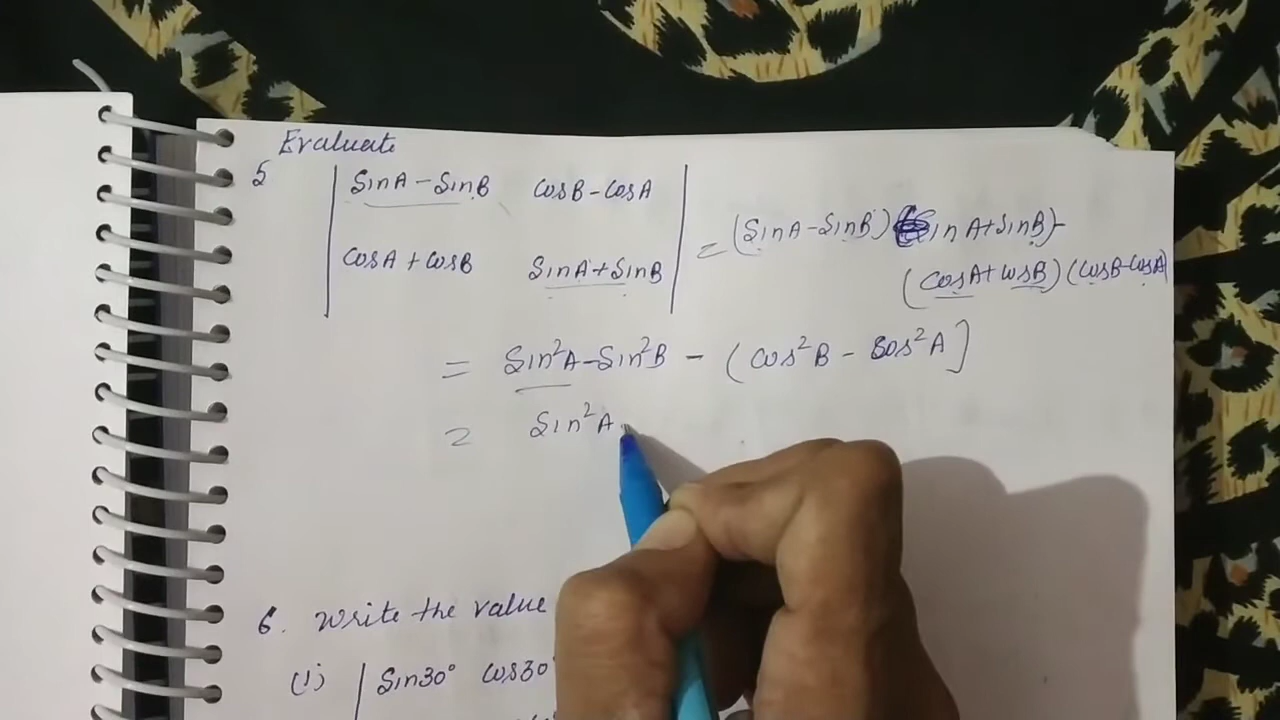 Evaluate
5 | SinA - SinB cosB - cosA | = (SinA - SinB) (SinA + SinB) -
| cosA + cosB SinA + SinB | (cosA + cosB) (cosB - cosA)
= Sin²A - Sin²B - (cos²B - cos²A]
= Sin²A
6. Write the value
(i) | Sin30° cos30°